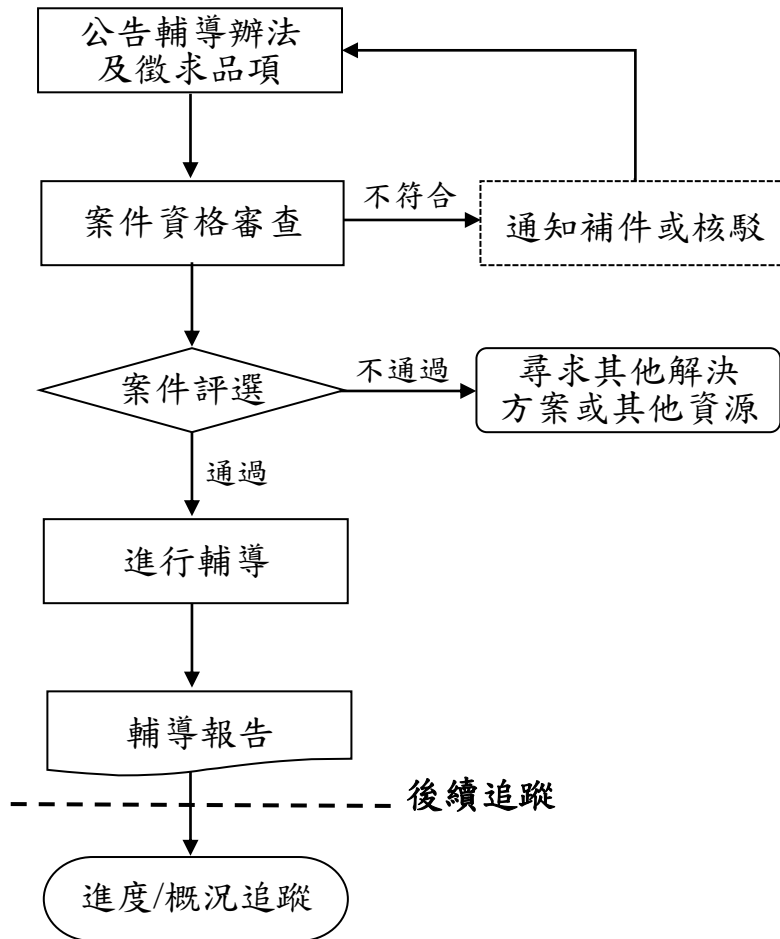 公告輔導辦法
及徵求品項
案件資格審查
不符合
通知補件或核駁
案件評選
不通過
尋求其他解決
方案或其他資源
通過
進行輔導
輔導報告
後續追蹤
進度/概況追蹤